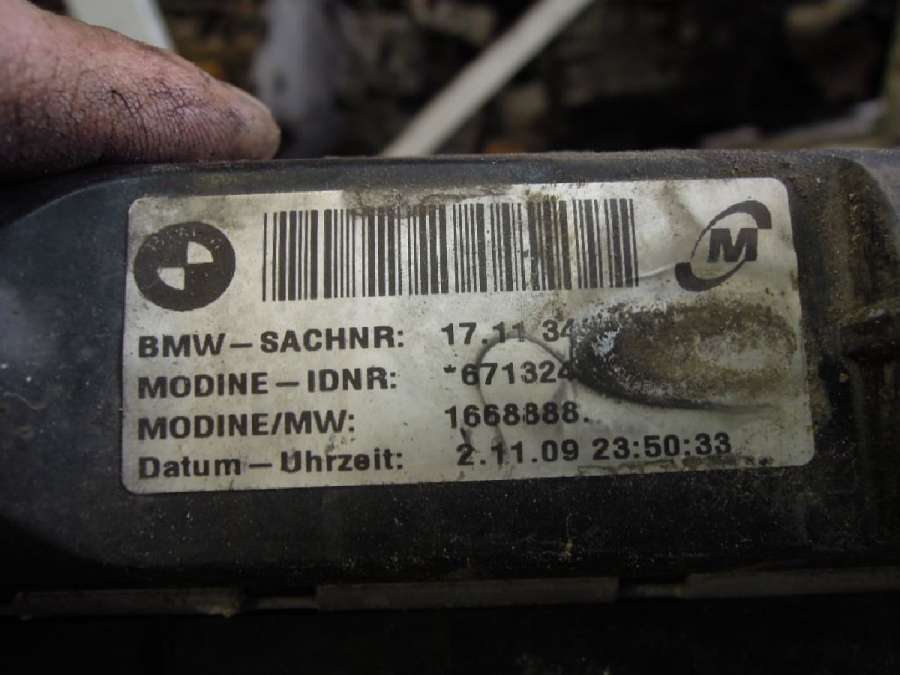 M
BMW–SACHNR: 17.11 34
MODINE–IDNR: *671324
MODINE/MW: 1668888.
Datum–Uhrzeit: 2.11.09 23:50:33